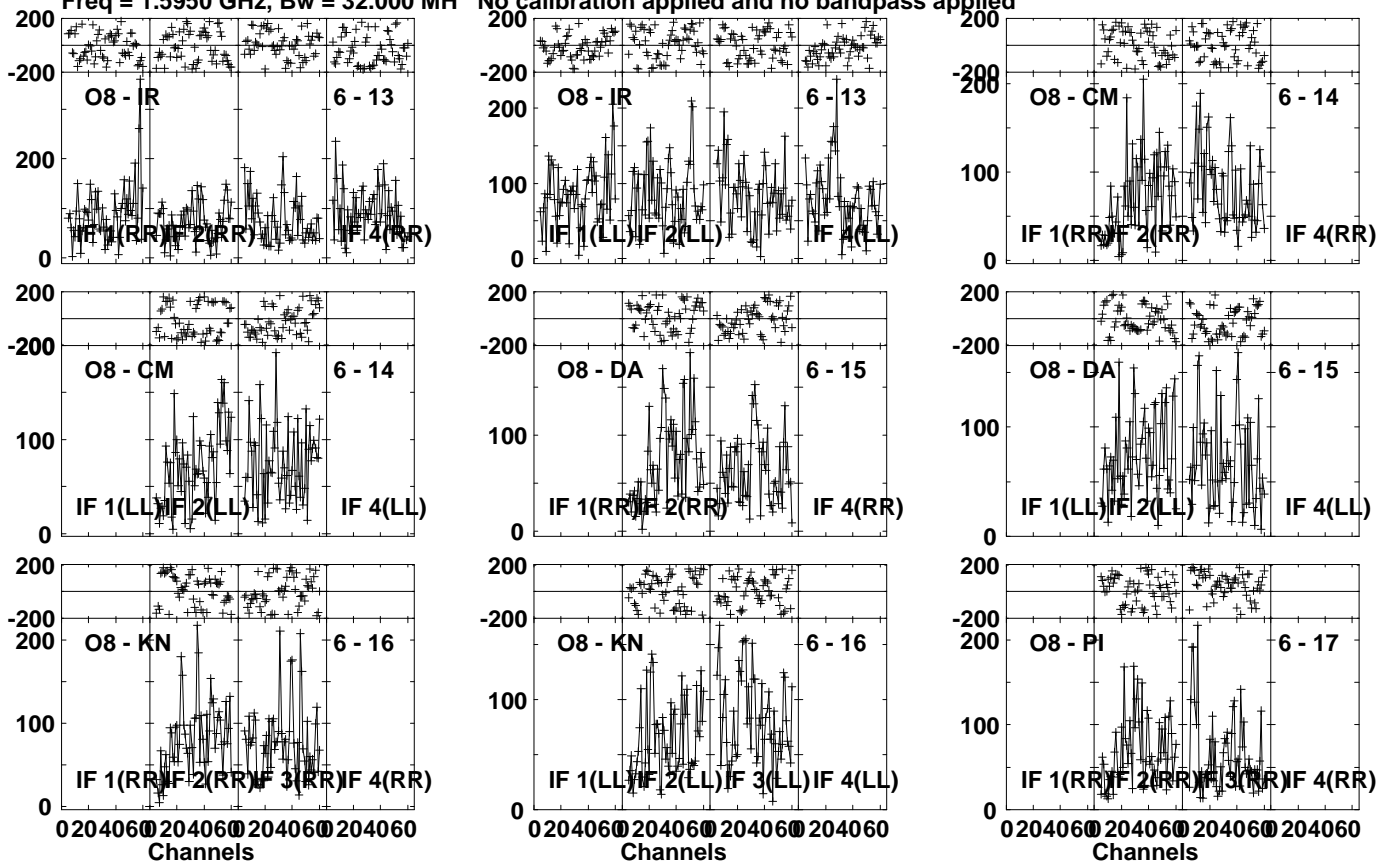 Freq = 1.5950 GHz, Bw = 32.000 MH No calibration applied and no bandpass applied
200
-200
O8 - IR 6 - 13
200
0
IF 1(RR) IF 2(RR) IF 4(RR)
O8 - IR 6 - 13
200
100
0
IF 1(LL) IF 2(LL) IF 4(LL)
-200
200
O8 - CM 6 - 14
100
0
IF 1(RR) IF 2(RR) IF 4(RR)
200
-200
200
O8 - CM 6 - 14
100
0
IF 1(LL) IF 2(LL) IF 4(LL)
200
-200
O8 - DA 6 - 15
100
0
IF 1(RR) IF 2(RR) IF 4(RR)
200
-200
O8 - DA 6 - 15
100
0
IF 1(LL) IF 2(LL) IF 4(LL)
200
-200
O8 - KN 6 - 16
200
100
0
IF 1(RR) IF 2(RR) IF 3(RR) IF 4(RR)
0 20 40 60 0 20 40 60 0 20 40 60 0 20 40 60
Channels
200
-200
O8 - KN 6 - 16
100
0
IF 1(LL) IF 2(LL) IF 3(LL) IF 4(LL)
0 20 40 60 0 20 40 60 0 20 40 60 0 20 40 60
Channels
200
-200
O8 - PI 6 - 17
200
100
0
IF 1(RR) IF 2(RR) IF 3(RR) IF 4(RR)
0 20 40 60 0 20 40 60 0 20 40 60 0 20 40 60
Channels